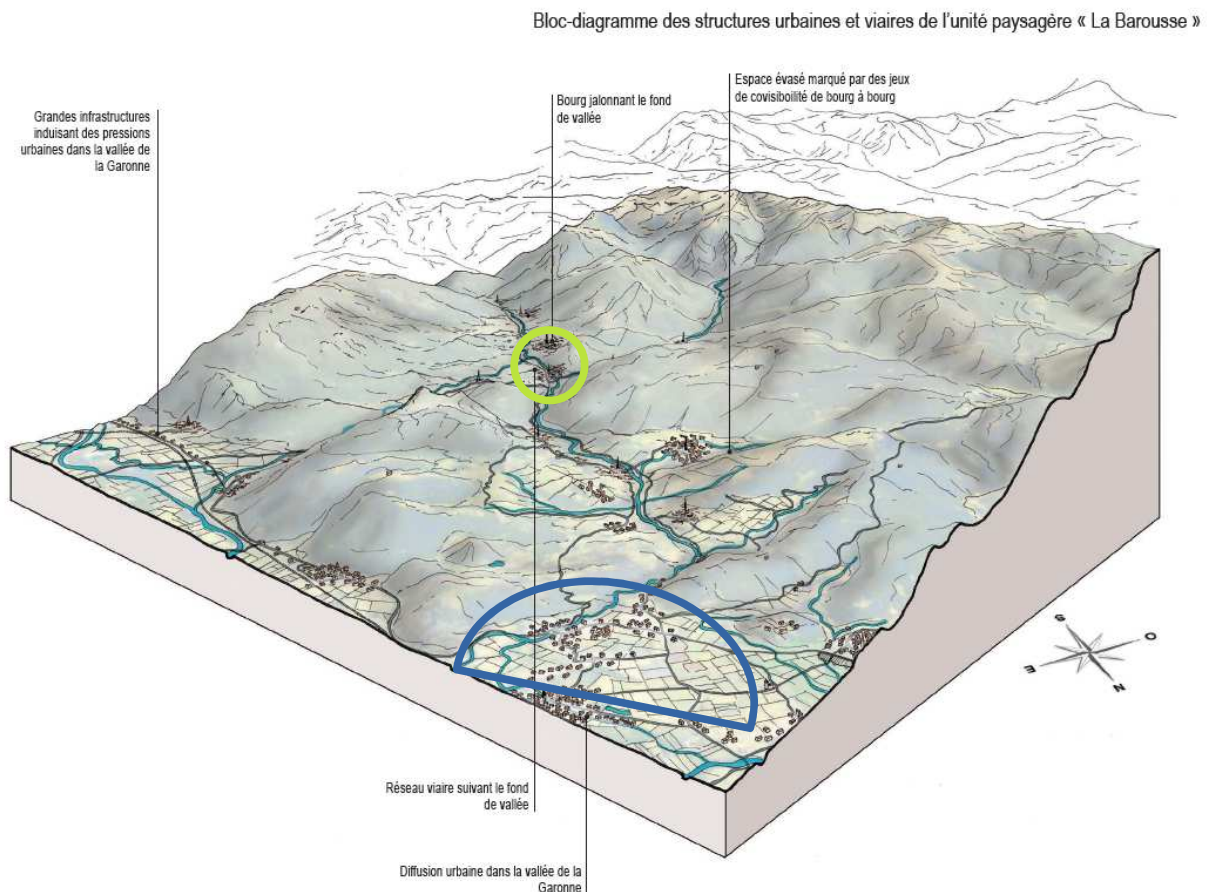 Bloc-diagramme des structures urbaines et viaires de l'unité paysagère « La Barousse »
Grandes infrastructures
induisant des pressions
urbaines dans la vallée de
la Garonne
Bourg jalonnant le fond
de vallée
Espace évasé marqué par des jeux
de covisiboilité de bourg à bourg
S
O
E
N
Réseau viaire suivant le fond
de vallée
Diffusion urbaine dans la vallée de la
Garonne